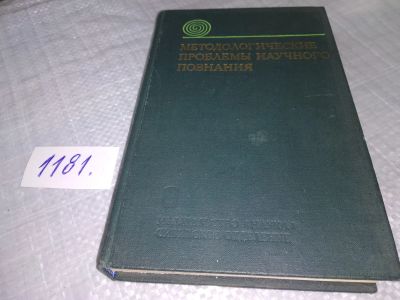 МЕТОДОЛОГИЧЕСКИЕ
ПРОБЛЕМЫ НАУЧНОГО
ПОЗНАНИЯ
1181.